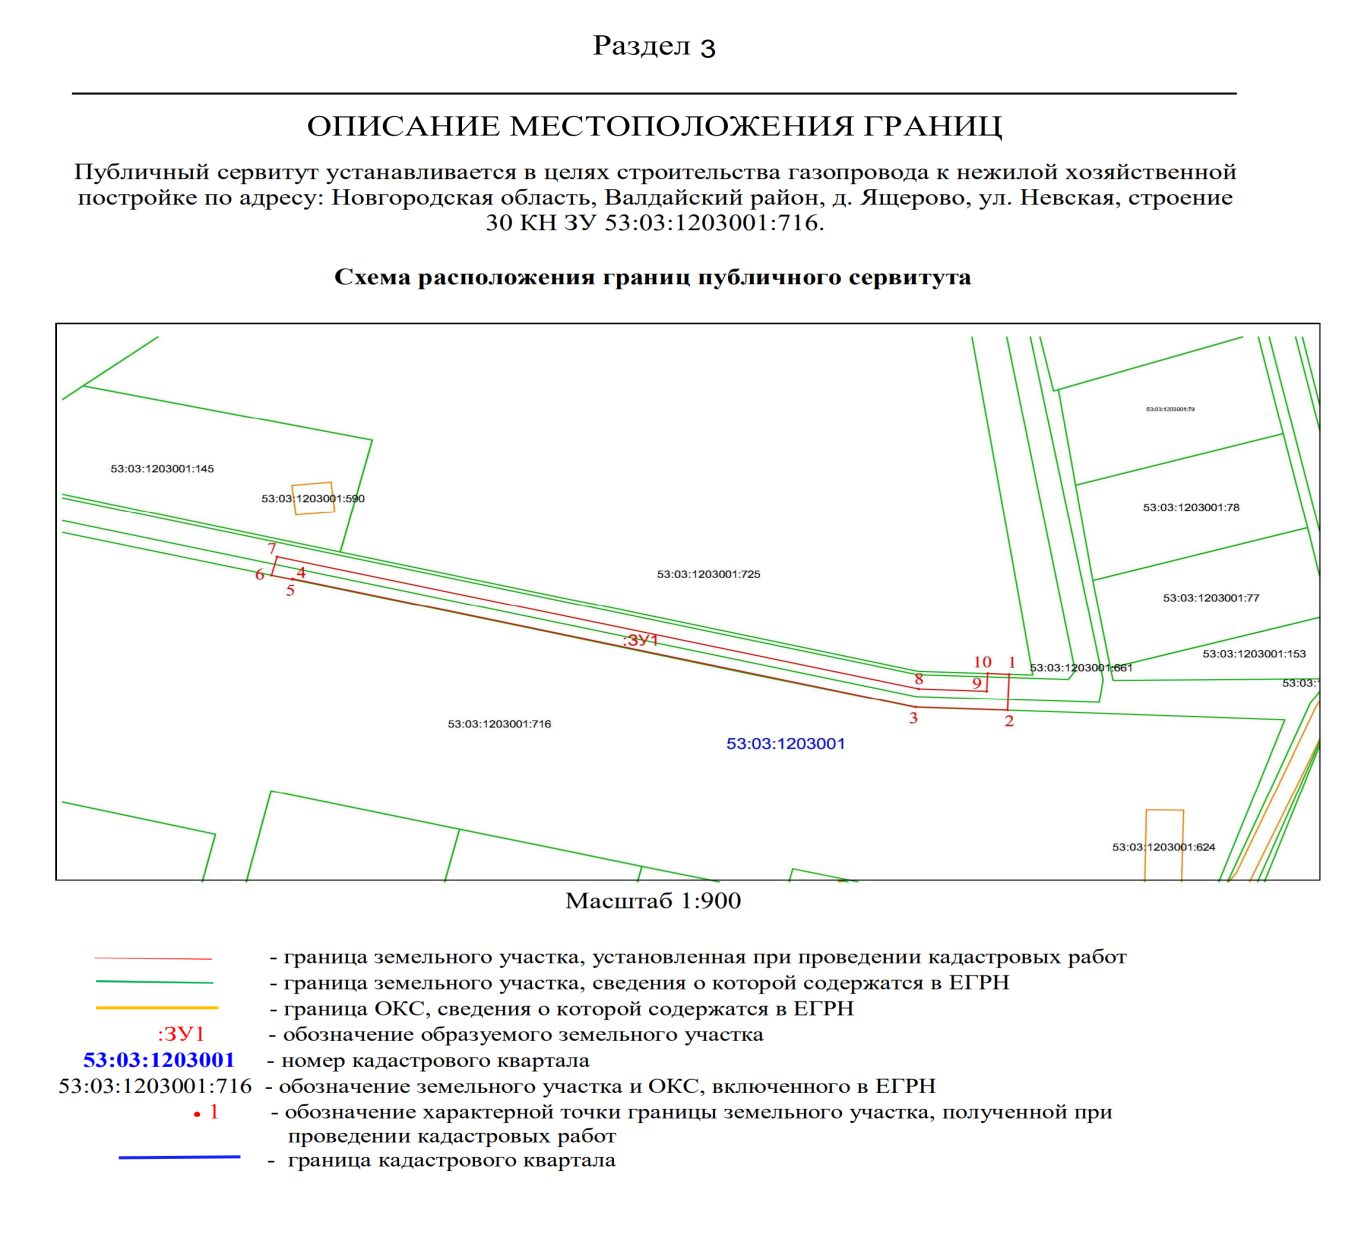 Раздел 3
ОПИСАНИЕ МЕСТОПОЛОЖЕНИЯ ГРАНИЦ
Публичный сервитут устанавливается в целях строительства газопровода к нежилой хозяйственной
постройке по адресу: Новгородская область, Валдайский район, д. Ящерово, ул. Невская, строение
30 КН ЗУ 53:03:1203001:716.
Схема расположения границ публичного сервитута
53:03:1203001:79
53:03:1203001:145
53:03:1203001:590
53:03:1203001:78
7
6
4
5
53:03:1203001:725
53:03:1203001:77
:ЗУ1
53:03:1203001:153
10
1
53:03:1203001:661
8
9
53:03:
3
2
53:03:1203001:716
53:03:1203001
53:03:1203001:624
Масштаб 1:900
- граница земельного участка, установленная при проведении кадастровых работ
- граница земельного участка, сведения о которой содержатся в ЕГРН
- граница ОКС, сведения о которой содержатся в ЕГРН
:ЗУ1 - обозначение образуемого земельного участка
53:03:1203001 - номер кадастрового квартала
53:03:1203001:716 - обозначение земельного участка и ОКС, включенного в ЕГРН
1 - обозначение характерной точки границы земельного участка, полученной при
проведении кадастровых работ
- граница кадастрового квартала